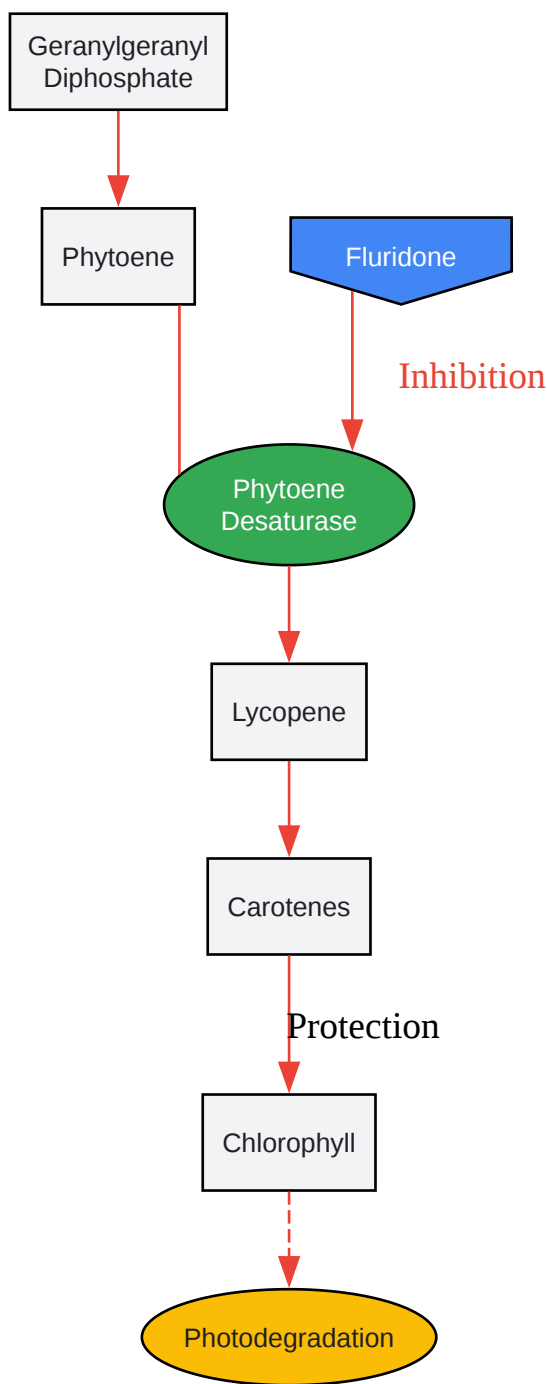 Geranylgeranyl
Diphosphate
Phytoene
Fluridone
Inhibition
Phytoene
Desaturase
Lycopene
Carotenes
Protection
Chlorophyll
Photodegradation